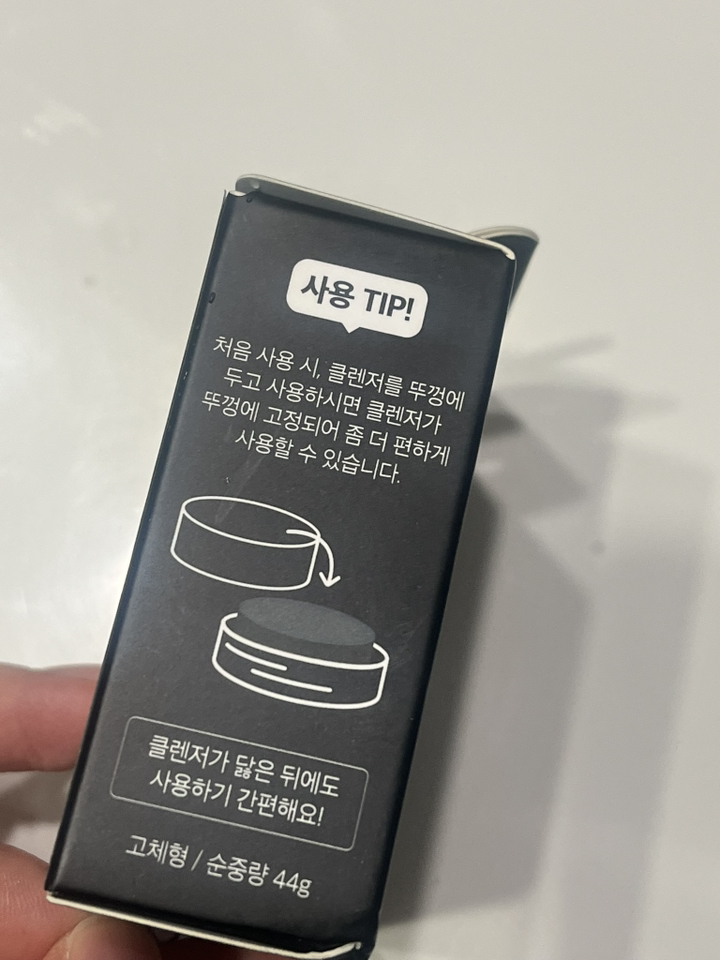 사용 TIP!
처음 사용 시, 클렌저를 뚜껑에
두고 사용하시면 클렌저가
뚜껑에 고정되어 좀 더 편하게
사용할 수 있습니다.
클렌저가 닳은 뒤에도
사용하기 간편해요!
고체형 / 순중량 44g